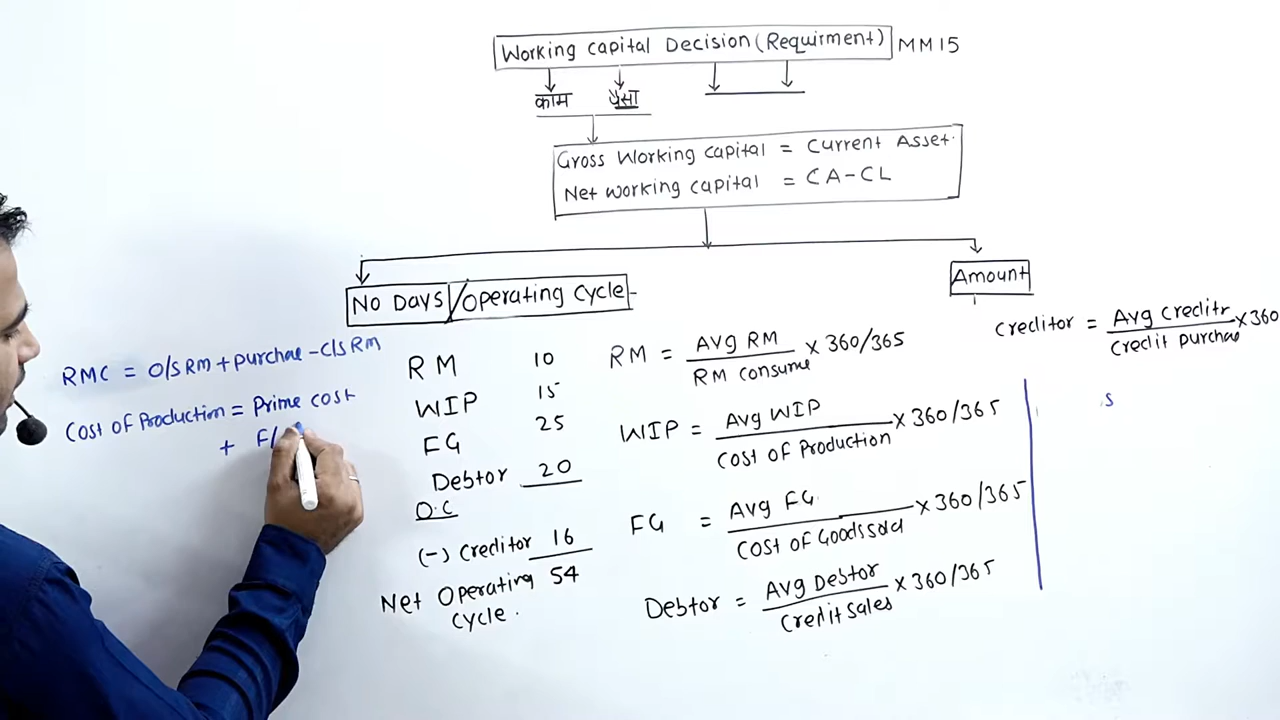 Working Capital Decision (Requirment) MM15
काम पैसा
Gross Working capital = Current Asset.
Net working capital = CA-CL
No Days/Operating Cycle-
Amount
RMC = O/S RM + Purchae - C/S RM
Cost of Production = Prime cost
+ F/
RM 10
WIP 15
FG 25
Debtor 20
O.C
(-) Creditor 16
Net Operating 54
cycle.
RM = Avg RM / RM consume × 360/365
WIP = Avg WIP / Cost of Production × 360/365
FG = Avg FG. / Cost of Goods sold × 360/365
Debtor = Avg Debtor / Credit Sales × 360/365
Creditor = Avg Creditr / Credit Purchae × 360
S